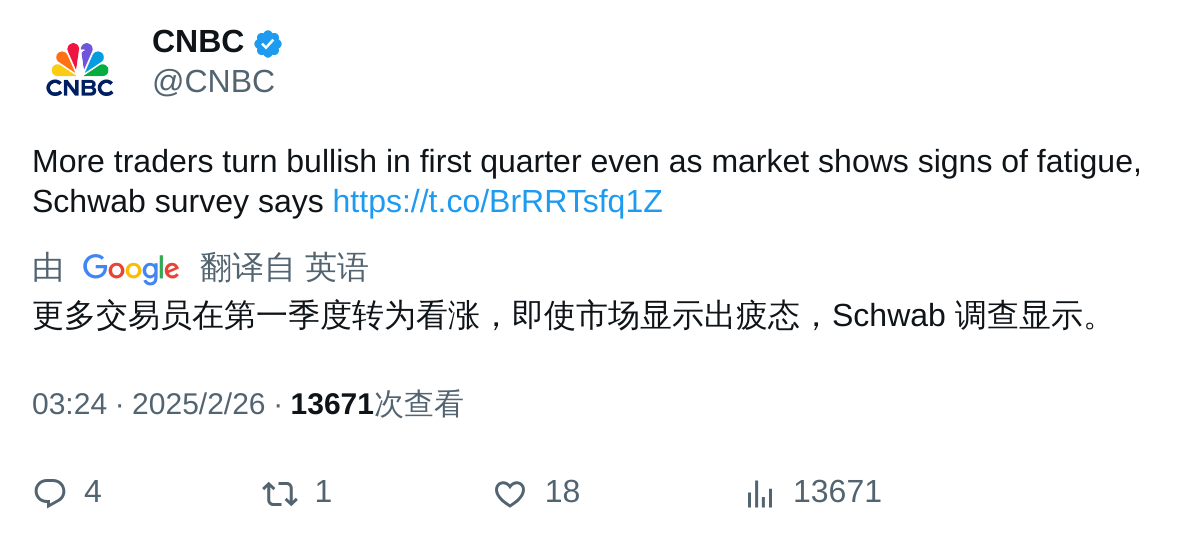 CNBC
@CNBC
CNBC
More traders turn bullish in first quarter even as market shows signs of fatigue,
Schwab survey says https://t.co/BrRRTsfq1Z
由 Google 翻译自 英语
更多交易员在第一季度转为看涨，即使市场显示出疲态，Schwab 调查显示。
03:24 · 2025/2/26 · 13671次查看
4 1 18 13671